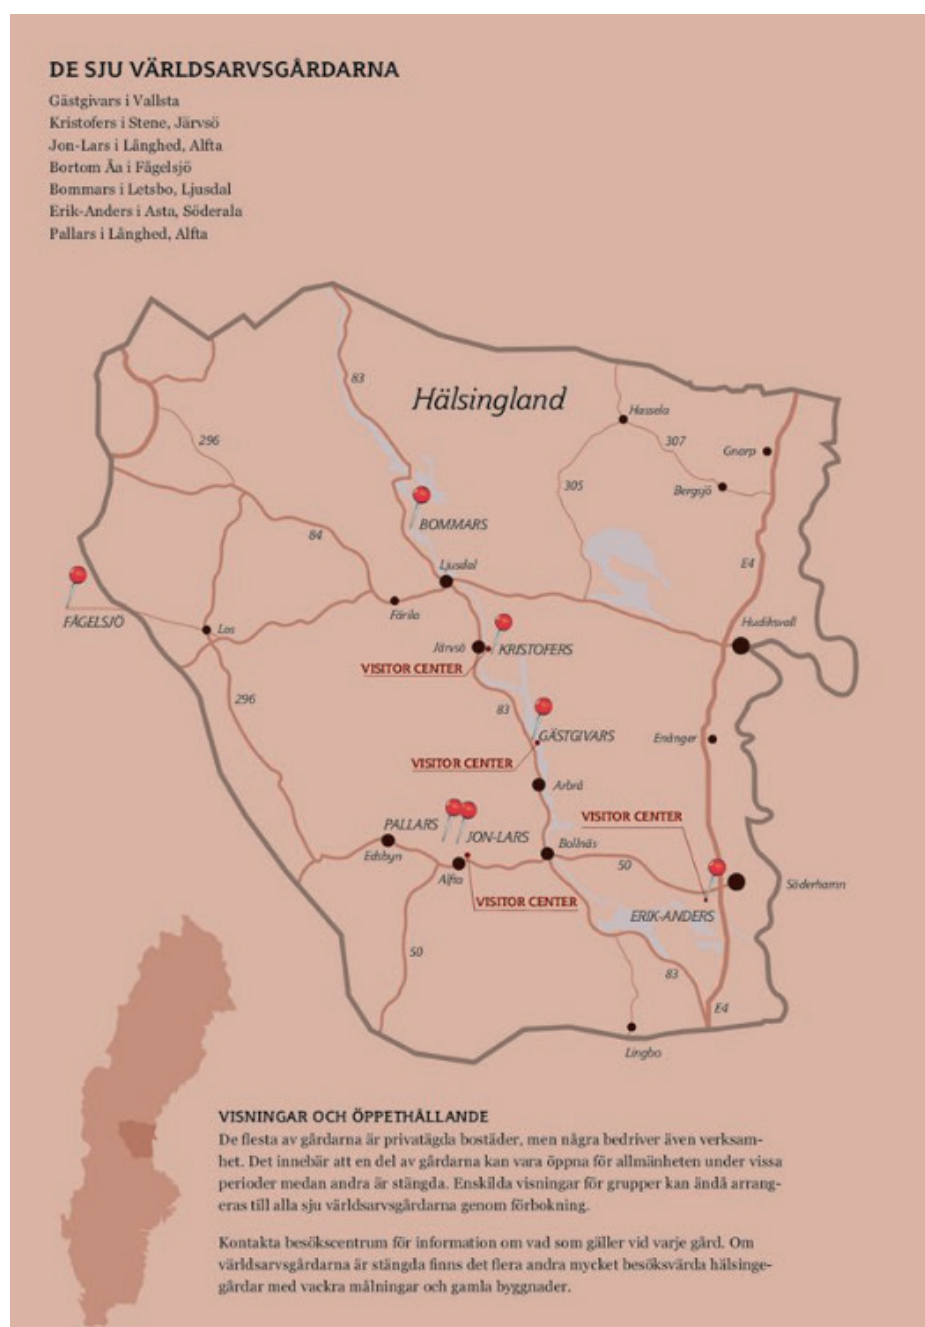 DE SJU VÄRLDSARVSGÅRDARNA
Gästgivars i Vallsta
Kristofers i Stene, Järvsö
Jon-Lars i Långhed, Alfta
Bortom Åa i Fågelsjö
Bommars i Letsbo, Ljusdal
Erik-Anders i Asta, Söderala
Pallars i Långhed, Alfta
83
Hälsingland
Hassela
296
307
Gnarp
305
Bergsjö
BOMMARS
84
Ljusdal
E4
FÅGELSJÖ
Färila
Los
Hudiksvall
Järvsö
KRISTOFERS
VISITOR CENTER
296
83
GÄSTGIVARS
Enånger
VISITOR CENTER
Arbrå
VISITOR CENTER
PALLARS
JON-LARS
Edsbyn
Bollnäs
50
Alfta
Söderhamn
VISITOR CENTER
ERIK-ANDERS
50
83
E4
Lingbo
VISNINGAR OCH ÖPPETHÅLLANDE
De flesta av gårdarna är privatägda bostäder, men några bedriver även verksam-
het. Det innebär att en del av gårdarna kan vara öppna för allmänheten under vissa
perioder medan andra är stängda. Enskilda visningar för grupper kan ändå arrang-
eras till alla sju världsarvsgårdarna genom förbokning.
Kontakta besökscentrum för information om vad som gäller vid varje gård. Om
världsarvsgårdarna är stängda finns det flera andra mycket besöksvärda hälsinge-
gårdar med vackra målningar och gamla byggnader.